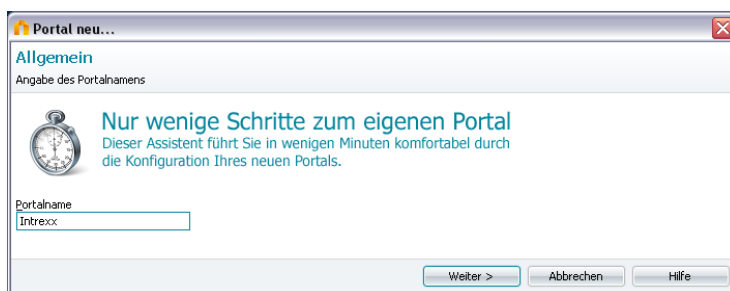 Portal neu...
Allgemein
Angabe des Portalnamens
Nur wenige Schritte zum eigenen Portal
Dieser Assistent führt Sie in wenigen Minuten komfortabel durch
die Konfiguration Ihres neuen Portals.
Portalname
Intrexx
Weiter >
Abbrechen
Hilfe